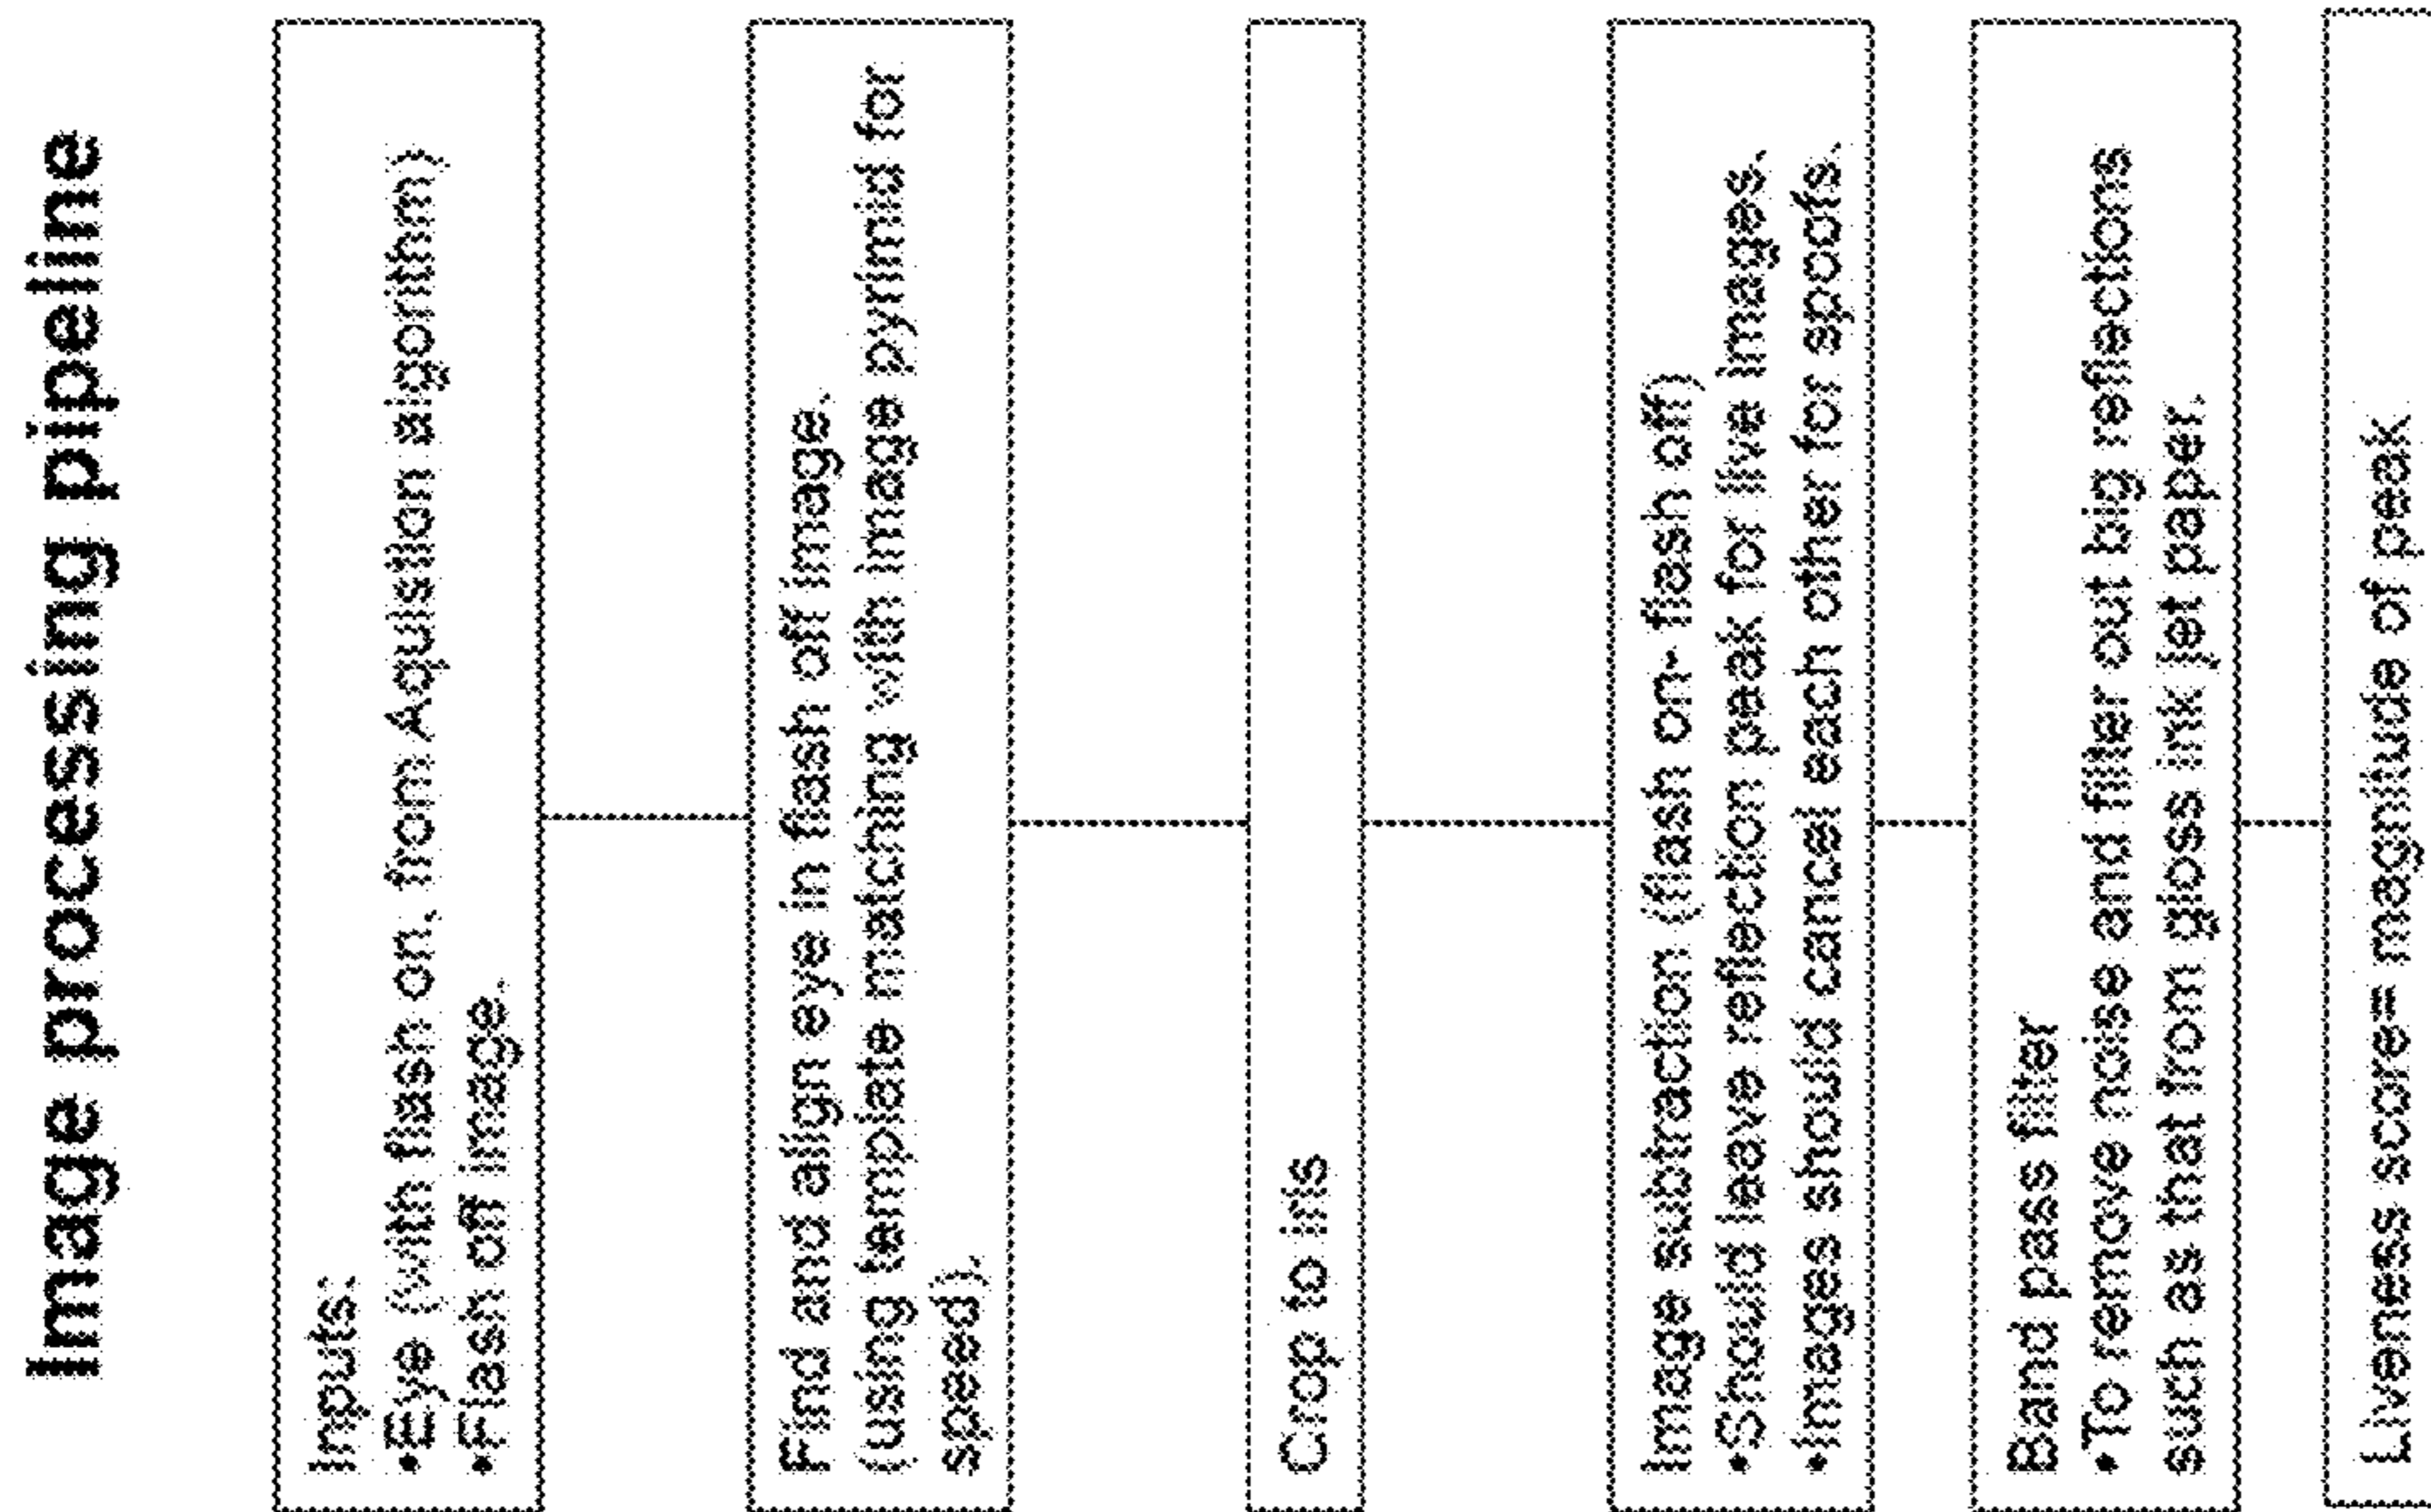 Image processing pipeline
Inputs:
•Eye (with flash on, from Aquistion algorithm)
•Flash off image.
Find and align eye in flash off image.
(using template matching with image pyrimid for
speed).
Crop to iris
Image subtraction (flash on- flash off)
•Should leave reflection peak for live images.
•Images should cancel each other for spoofs.
Band pass filter
•To remove noise and filter out big reflections
such as that from gloss ink jet paper.
Liveness score= magnitude of peak